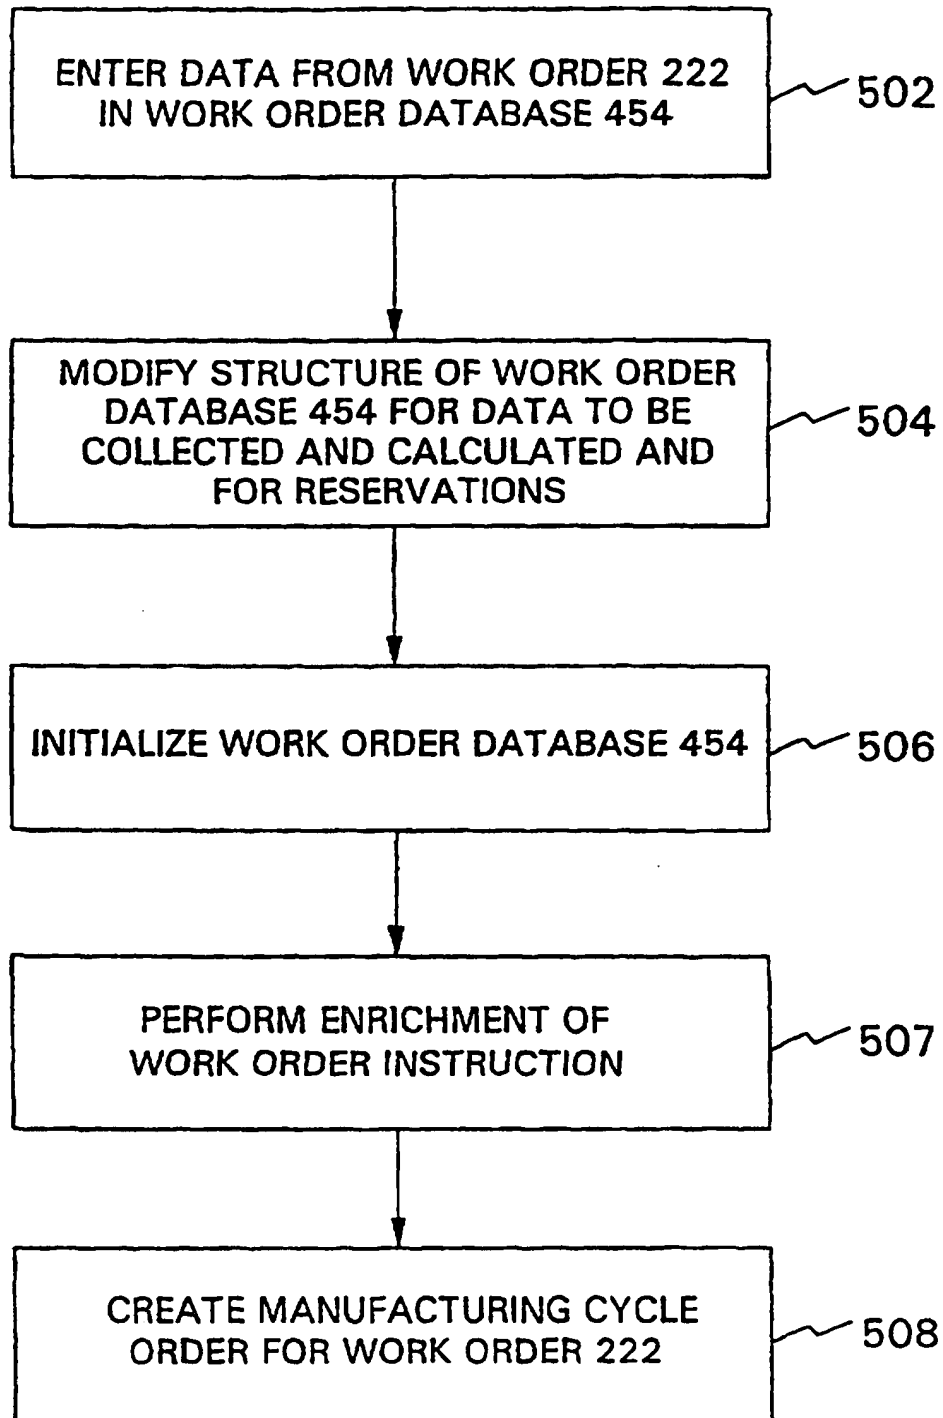 ENTER DATA FROM WORK ORDER 222
IN WORK ORDER DATABASE 454
502
MODIFY STRUCTURE OF WORK ORDER
DATABASE 454 FOR DATA TO BE
COLLECTED AND CALCULATED AND
FOR RESERVATIONS
504
INITIALIZE WORK ORDER DATABASE 454
506
PERFORM ENRICHMENT OF
WORK ORDER INSTRUCTION
507
CREATE MANUFACTURING CYCLE
ORDER FOR WORK ORDER 222
508